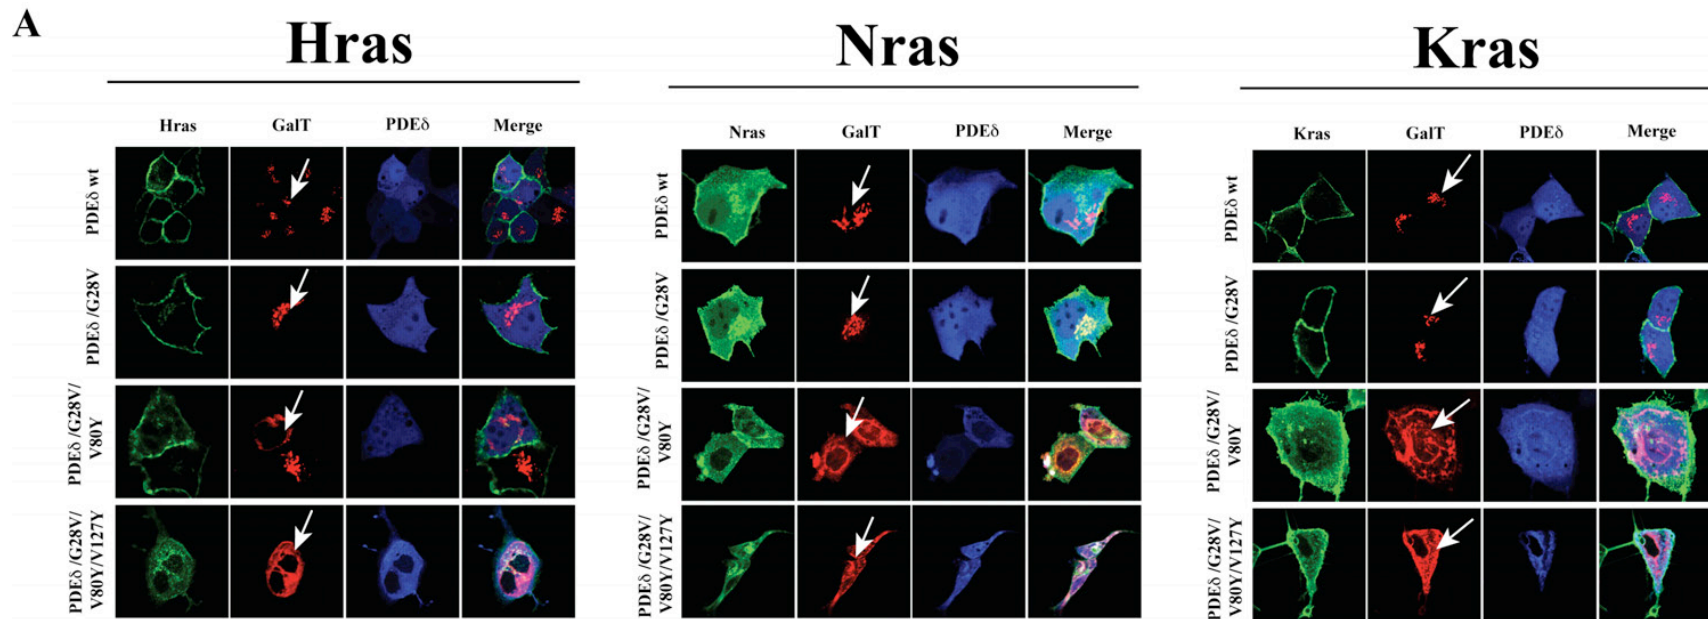 A
Hras
Nras
Kras
Hras GalT PDEδ Merge
PDEδ wt
PDEδ /G28V
PDEδ /G28V/
V80Y
PDEδ /G28V/
V80Y/V127Y
Nras GalT PDEδ Merge
PDEδ wt
PDEδ /G28V
PDEδ /G28V/
V80Y
PDEδ /G28V/
V80Y/V127Y
Kras GalT PDEδ Merge
PDEδ wt
PDEδ /G28V
PDEδ /G28V/
V80Y
PDEδ /G28V/
V80Y/V127Y